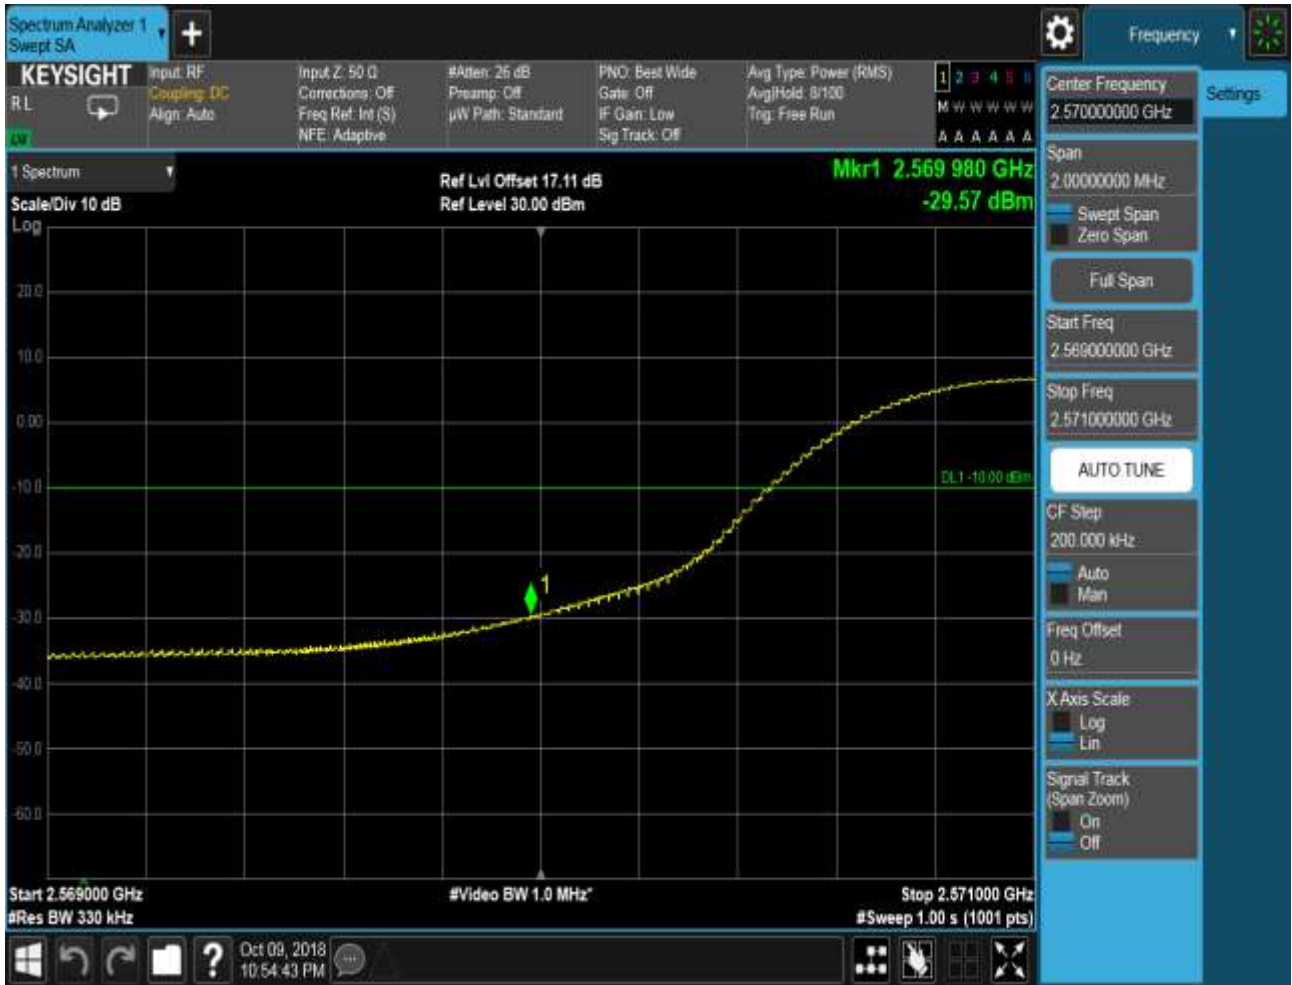 Spectrum Analyzer 1
Swept SA
+
Frequency
KEYSIGHT
R L
Input: RF
Coupling: DC
Align: Auto
Input Z: 50 Ω
Corrections: Off
Freq Ref: Int (S)
NFE: Adaptive
#Atten: 26 dB
Preamp: Off
µW Path: Standard
PNO: Best Wide
Gate: Off
IF Gain: Low
Sig Track: Off
Avg Type: Power (RMS)
Avg|Hold: 8/100
Trig: Free Run
1 2 3 4 5 6
M W W W W W
A A A A A A
1 Spectrum
Scale/Div 10 dB
Log
Ref Lvl Offset 17.11 dB
Ref Level 30.00 dBm
Mkr1 2.569 980 GHz
-29.57 dBm
20.0
10.0
0.00
-10.0
-20.0
-30.0
-40.0
-50.0
-60.0
DL1 -10.00 dBm
1
Start 2.569000 GHz
#Res BW 330 kHz
#Video BW 1.0 MHz*
Stop 2.571000 GHz
#Sweep 1.00 s (1001 pts)
?
Oct 09, 2018
10:54:43 PM
Center Frequency
2.570000000 GHz
Span
2.00000000 MHz
Swept Span
Zero Span
Full Span
Start Freq
2.569000000 GHz
Stop Freq
2.571000000 GHz
AUTO TUNE
CF Step
200.000 kHz
Auto
Man
Freq Offset
0 Hz
X Axis Scale
Log
Lin
Signal Track
(Span Zoom)
On
Off
Settings